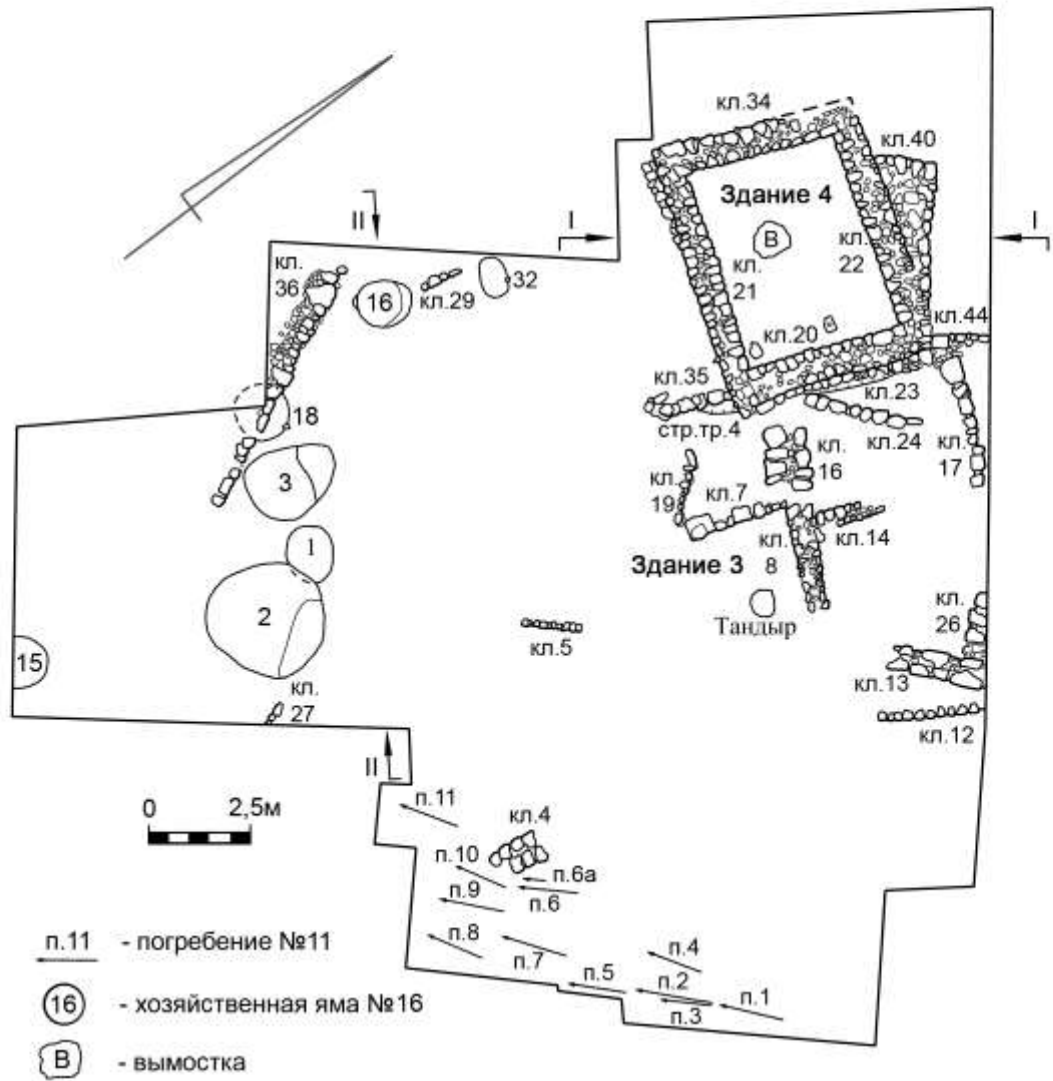 кл.34
кл.40
Здание 4
II
I
I
В
кл.
36
кл.
22
кл.
21
16
кл.29
32
кл.44
кл.20
кл.35
кл.23
18
стр.тр.4
кл.24
кл.
16
кл.
17
3
кл.
19
кл.7
кл.14
1
Здание 3
кл.
8
кл.
26
2
Тандыр
кл.5
15
кл.13
кл.
27
кл.12
II
0 2,5м
п.11
кл.4
п.10
п.6а
п.9
п.6
п.8
п.4
п.7
п.5
п.2
п.1
п.3
п.11 - погребение №11
16 - хозяйственная яма №16
В - вымостка